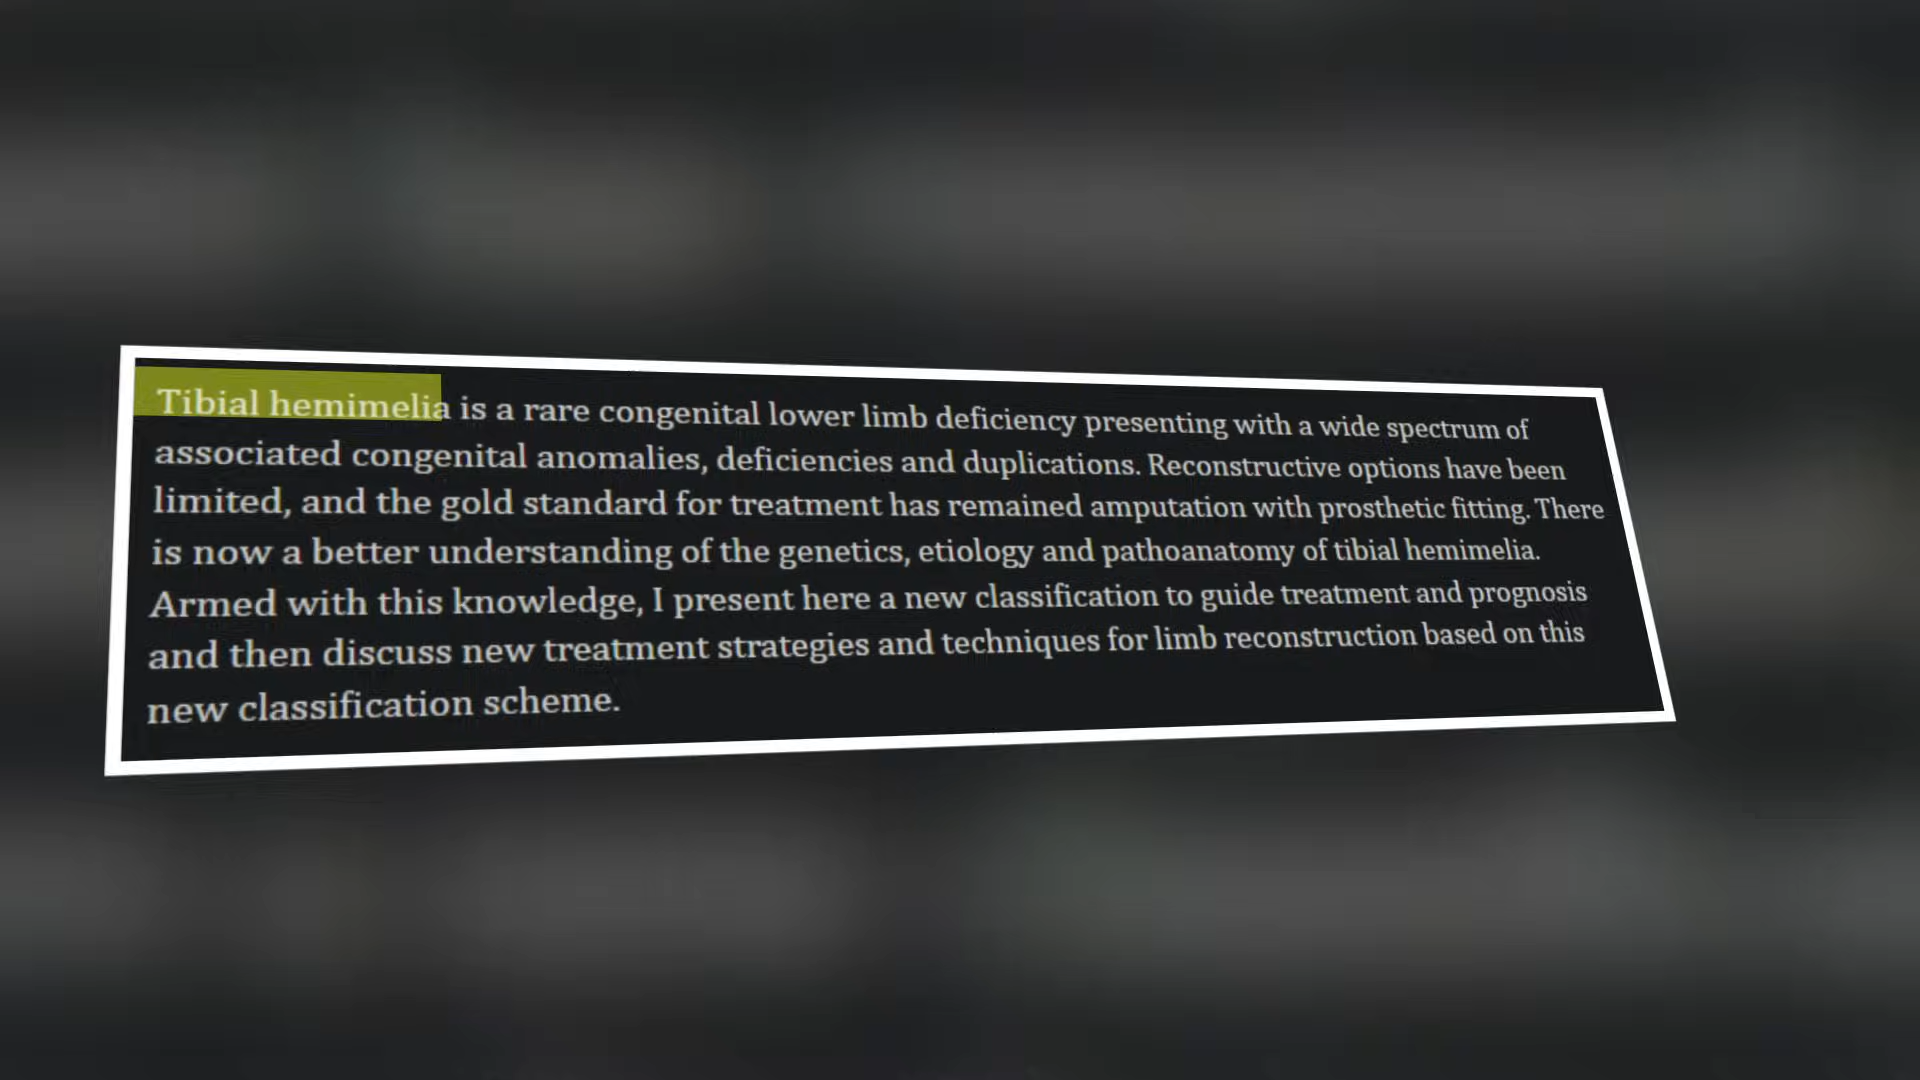 Tibial hemimelia is a rare congenital lower limb deficiency presenting with a wide spectrum of
associated congenital anomalies, deficiencies and duplications. Reconstructive options have been
limited, and the gold standard for treatment has remained amputation with prosthetic fitting. There
is now a better understanding of the genetics, etiology and pathoanatomy of tibial hemimelia.
Armed with this knowledge, I present here a new classification to guide treatment and prognosis
and then discuss new treatment strategies and techniques for limb reconstruction based on this
new classification scheme.